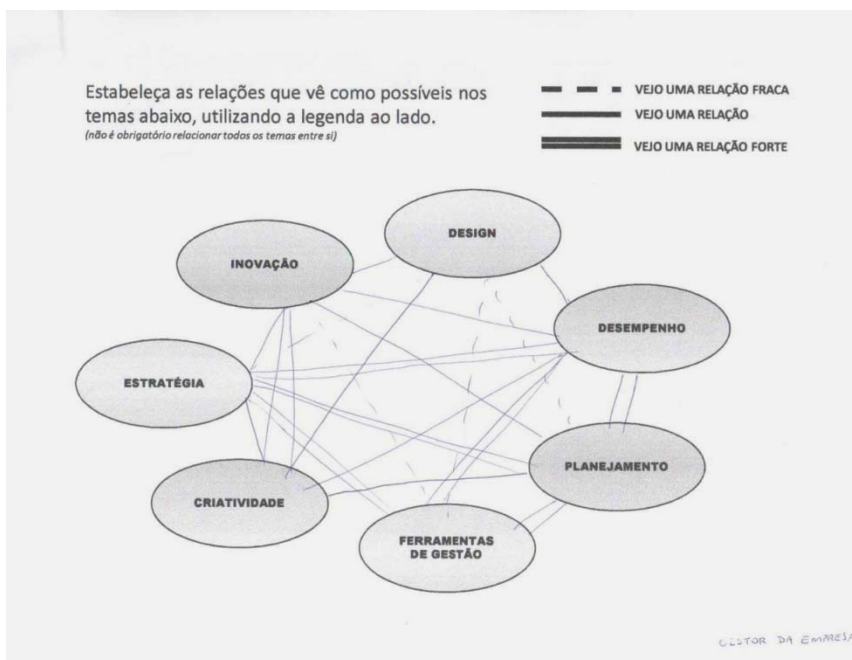 Estabeleça as relações que vê como possíveis nos
temas abaixo, utilizando a legenda ao lado.
(não é obrigatório relacionar todos os temas entre si)
VEJO UMA RELAÇÃO FRACA
VEJO UMA RELAÇÃO
VEJO UMA RELAÇÃO FORTE
DESIGN
INOVAÇÃO
DESEMPENHO
ESTRATÉGIA
PLANEJAMENTO
CRIATIVIDADE
FERRAMENTAS
DE GESTÃO
GESTOR DA EMPRESA